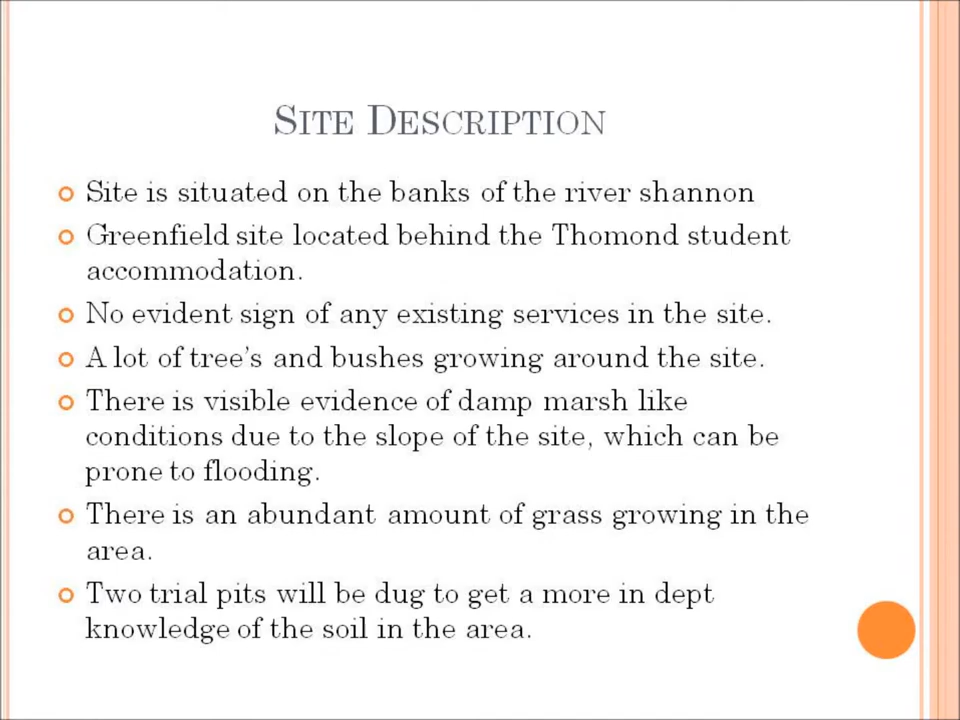 Site Description
Site is situated on the banks of the river shannon
Greenfield site located behind the Thomond student
accommodation.
No evident sign of any existing services in the site.
A lot of tree's and bushes growing around the site.
There is visible evidence of damp marsh like
conditions due to the slope of the site, which can be
prone to flooding.
There is an abundant amount of grass growing in the
area.
Two trial pits will be dug to get a more in dept
knowledge of the soil in the area.